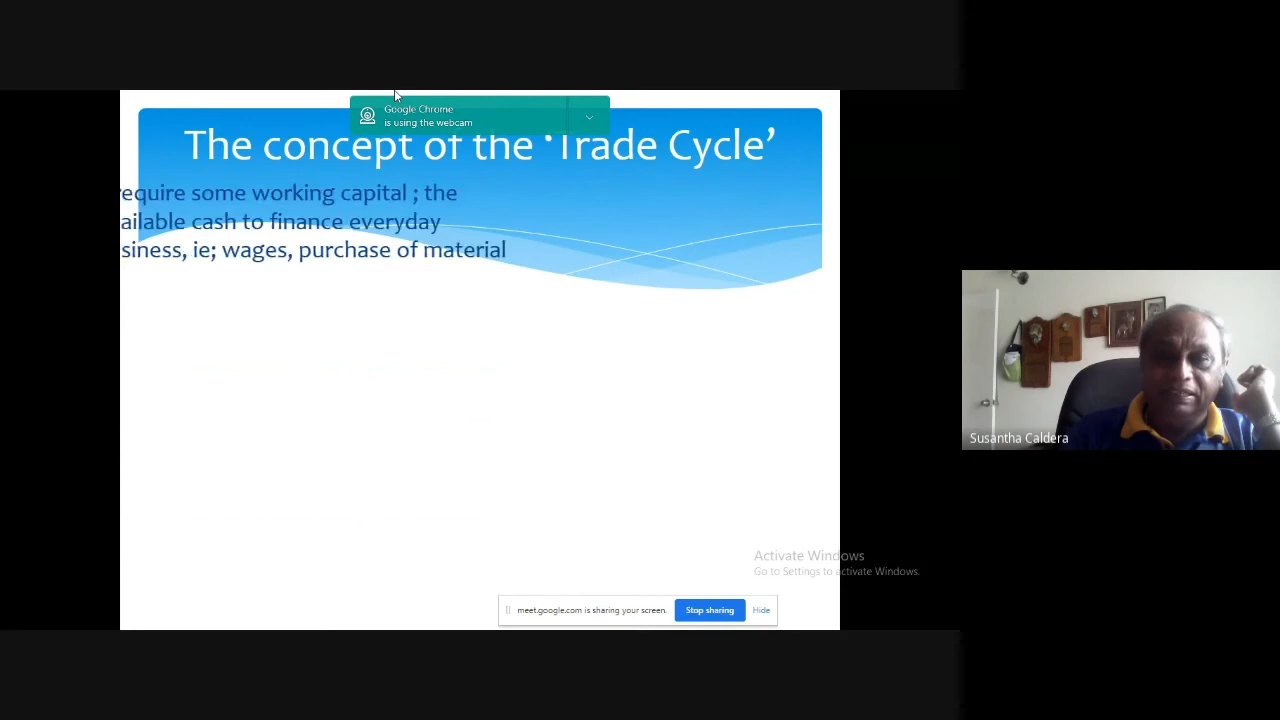 Google Chrome
is using the webcam
The concept of the ‘Trade Cycle’
require some working capital ; the
ailable cash to finance everyday
siness, ie; wages, purchase of material
Susantha Caldera
Activate Windows
Go to Settings to activate Windows.
meet.google.com is sharing your screen. Stop sharing Hide